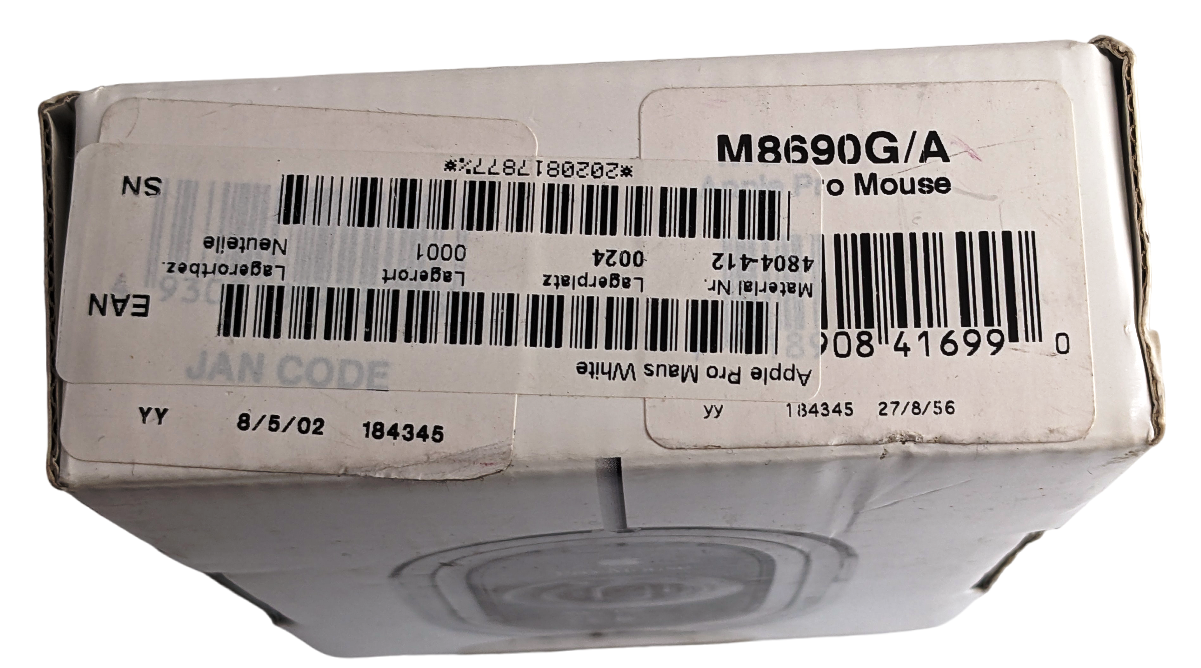 M8690G/A
Apple Pro Mouse
8908 41699 0
YY 184345 27/8/56
Apple Pro Maus White
EAN
Material Nr. Lagerplatz Lagerort Lagerortbez.
4804-412 0024 0001 Neuteile
SN
*2020817877%*
JAN CODE
YY 8/5/02 184345